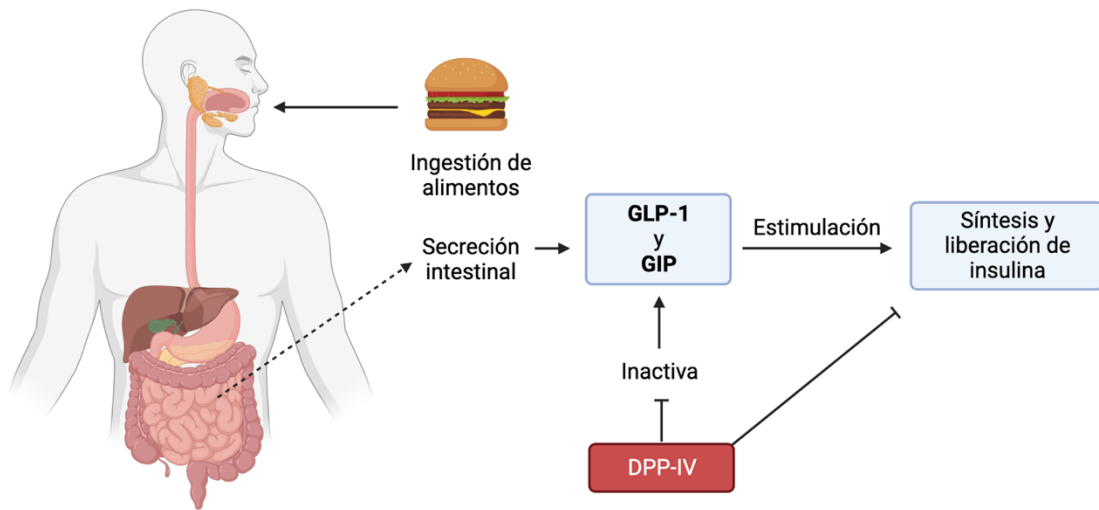 Ingestión de
alimentos
Secreción
intestinal
GLP-1
y
GIP
Estimulación
Síntesis y
liberación de
insulina
Inactiva
DPP-IV